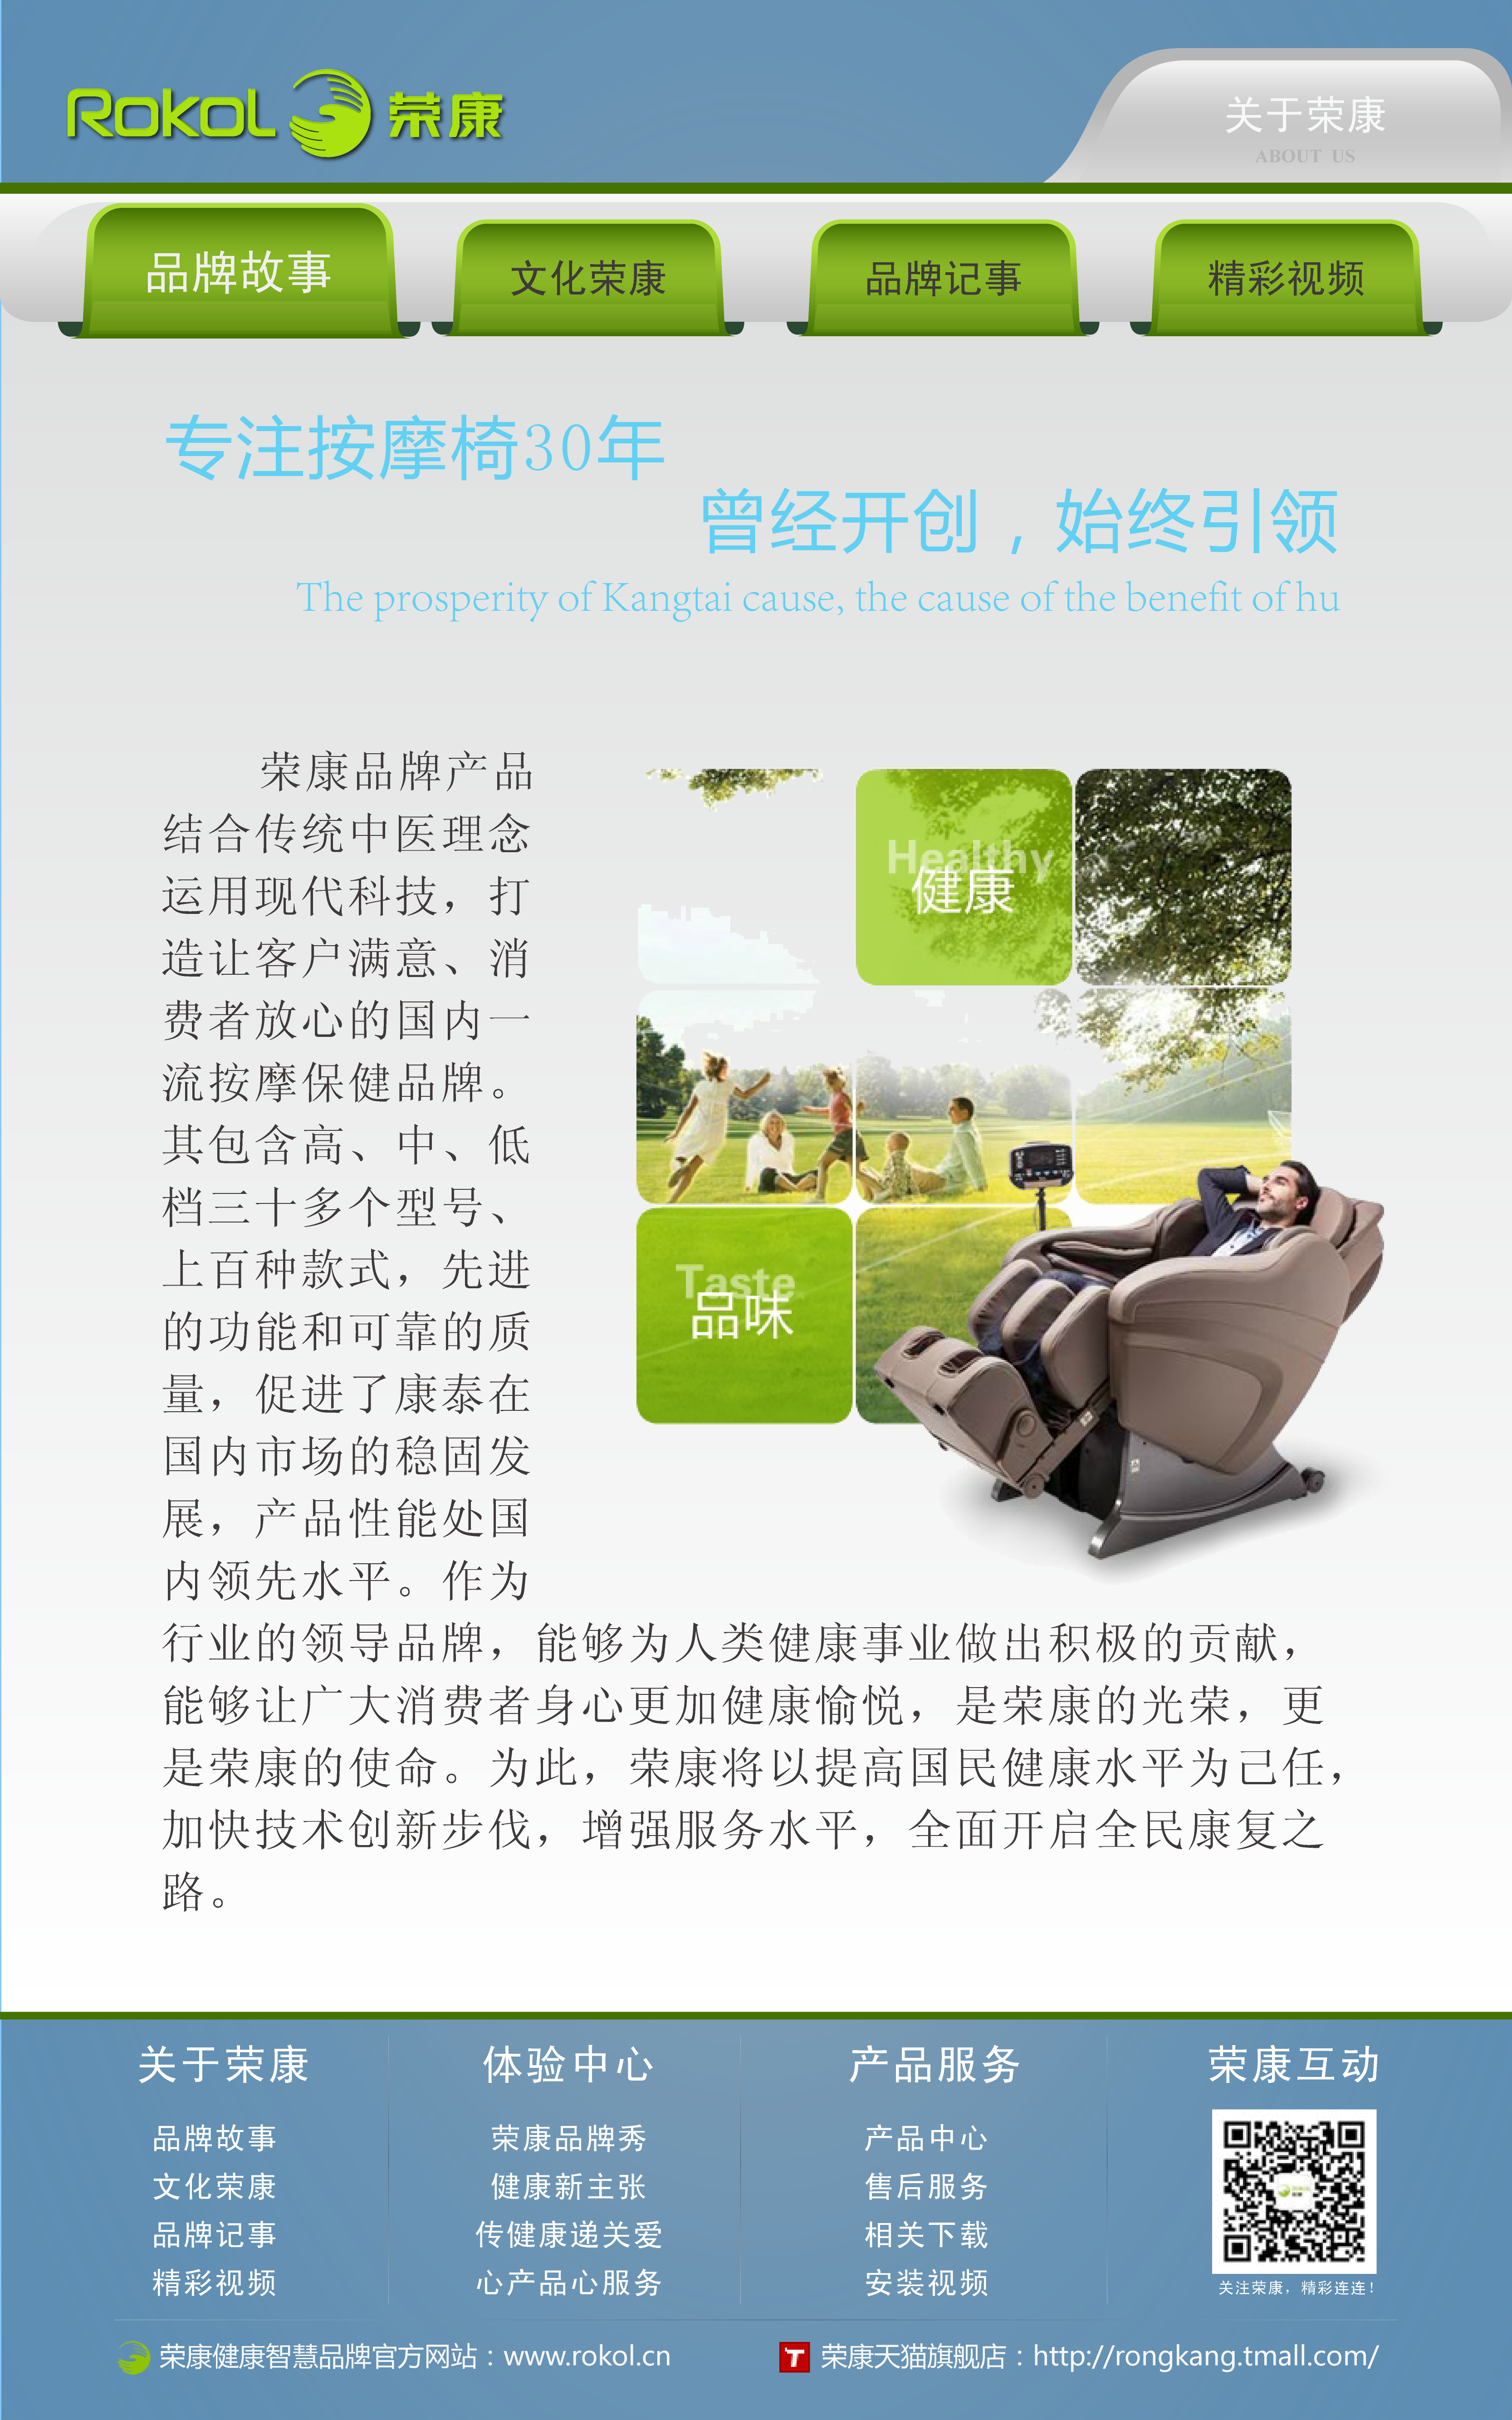 ROKOL 荣康
关于荣康
ABOUT US
品牌故事
文化荣康
品牌记事
精彩视频
专注按摩椅30年
曾经开创，始终引领
The prosperity of Kangtai cause, the cause of the benefit of hu
荣康品牌产品
结合传统中医理念
运用现代科技，打
造让客户满意、消
费者放心的国内一
流按摩保健品牌。
其包含高、中、低
档三十多个型号、
上百种款式，先进
的功能和可靠的质
量，促进了康泰在
国内市场的稳固发
展，产品性能处国
内领先水平。作为
行业的领导品牌，能够为人类健康事业做出积极的贡献，
能够让广大消费者身心更加健康愉悦，是荣康的光荣，更
是荣康的使命。为此，荣康将以提高国民健康水平为己任，
加快技术创新步伐，增强服务水平，全面开启全民康复之
路。
Healthy
健康
Taste
品味
关于荣康
品牌故事
文化荣康
品牌记事
精彩视频
体验中心
荣康品牌秀
健康新主张
传健康递关爱
心产品心服务
产品服务
产品中心
售后服务
相关下载
安装视频
荣康互动
ROKOL
关注荣康，精彩连连！
荣康健康智慧品牌官方网站：www.rokol.cn
T 荣康天猫旗舰店：http://rongkang.tmall.com/